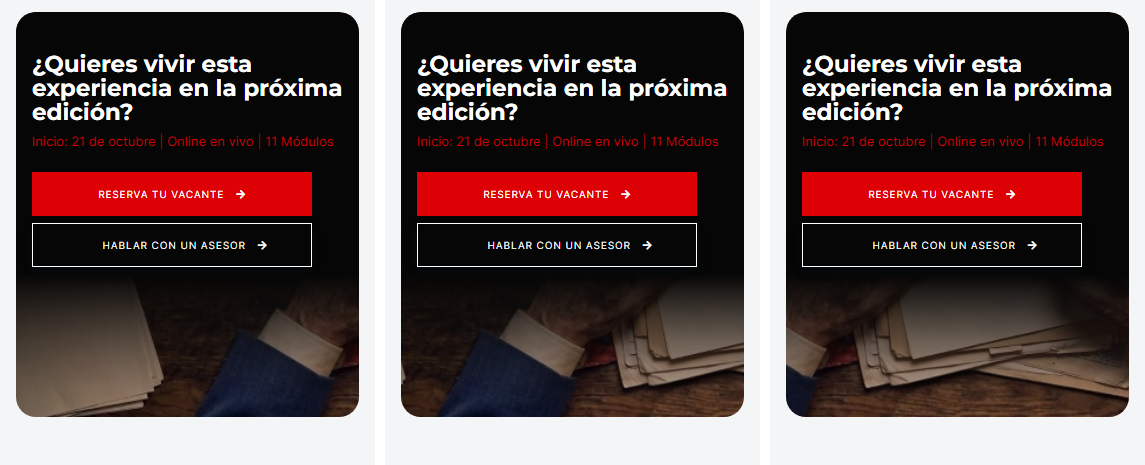 ¿Quieres vivir esta
experiencia en la próxima
edición?
Inicio: 21 de octubre | Online en vivo | 11 Módulos
RESERVA TU VACANTE →
HABLAR CON UN ASESOR →
¿Quieres vivir esta
experiencia en la próxima
edición?
Inicio: 21 de octubre | Online en vivo | 11 Módulos
RESERVA TU VACANTE →
HABLAR CON UN ASESOR →
¿Quieres vivir esta
experiencia en la próxima
edición?
Inicio: 21 de octubre | Online en vivo | 11 Módulos
RESERVA TU VACANTE →
HABLAR CON UN ASESOR →